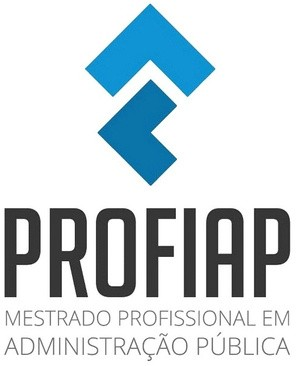 PROFIAP
MESTRADO PROFISSIONAL EM
ADMINISTRAÇÃO PÚBLICA